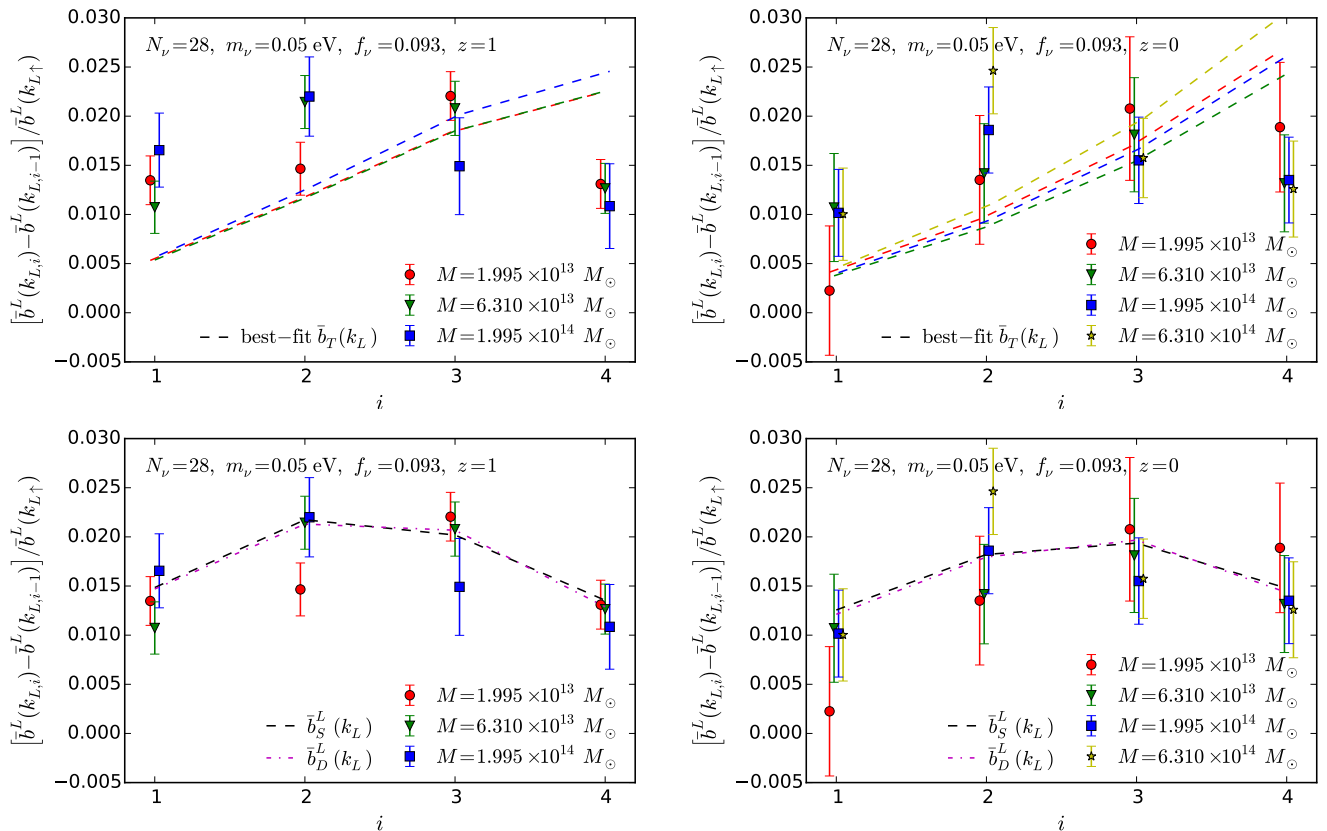 [b̄^L(k_{L,i})−b̄^L(k_{L,i−1})]/b̄^L(k_{L↑})
0.030
0.025
0.020
0.015
0.010
0.005
0.000
−0.005
N_ν=28, m_ν=0.05 eV, f_ν=0.093, z=1
M=1.995×10^13 M_⊙
M=6.310×10^13 M_⊙
best−fit b̄_T(k_L)
M=1.995×10^14 M_⊙
1 2 3 4
i
[b̄^L(k_{L,i})−b̄^L(k_{L,i−1})]/b̄^L(k_{L↑})
0.030
0.025
0.020
0.015
0.010
0.005
0.000
−0.005
N_ν=28, m_ν=0.05 eV, f_ν=0.093, z=0
M=1.995×10^13 M_⊙
M=6.310×10^13 M_⊙
M=1.995×10^14 M_⊙
best−fit b̄_T(k_L)
M=6.310×10^14 M_⊙
1 2 3 4
i
[b̄^L(k_{L,i})−b̄^L(k_{L,i−1})]/b̄^L(k_{L↑})
0.030
0.025
0.020
0.015
0.010
0.005
0.000
−0.005
N_ν=28, m_ν=0.05 eV, f_ν=0.093, z=1
M=1.995×10^13 M_⊙
b̄_S^L(k_L)
M=6.310×10^13 M_⊙
b̄_D^L(k_L)
M=1.995×10^14 M_⊙
1 2 3 4
i
[b̄^L(k_{L,i})−b̄^L(k_{L,i−1})]/b̄^L(k_{L↑})
0.030
0.025
0.020
0.015
0.010
0.005
0.000
−0.005
N_ν=28, m_ν=0.05 eV, f_ν=0.093, z=0
M=1.995×10^13 M_⊙
M=6.310×10^13 M_⊙
b̄_S^L(k_L)
M=1.995×10^14 M_⊙
b̄_D^L(k_L)
M=6.310×10^14 M_⊙
1 2 3 4
i